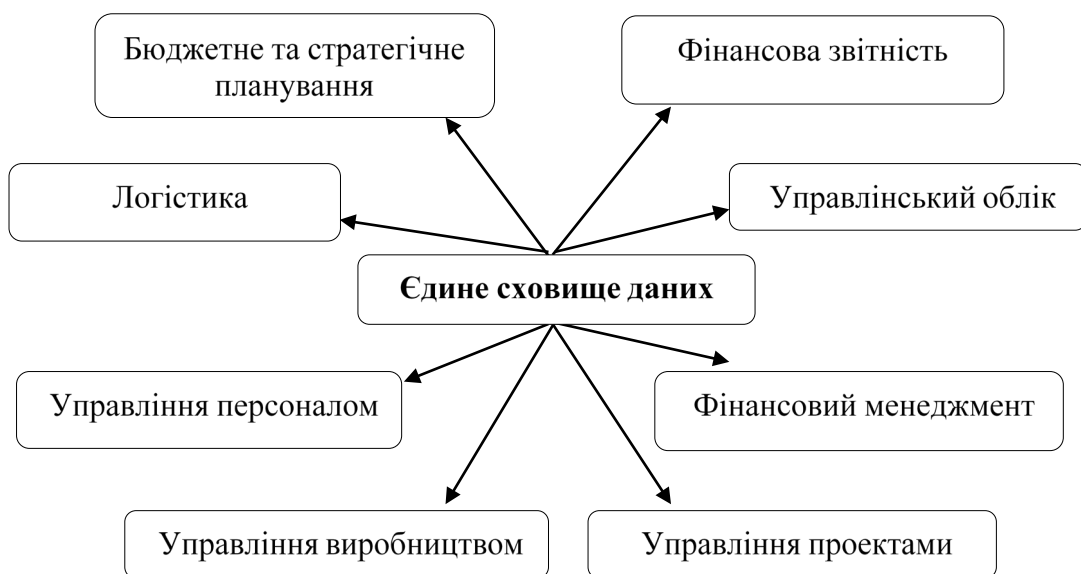 Бюджетне та стратегічне
планування
Фінансова звітність
Логістика
Управлінський облік
Єдине сховище даних
Управління персоналом
Фінансовий менеджмент
Управління виробництвом
Управління проектами